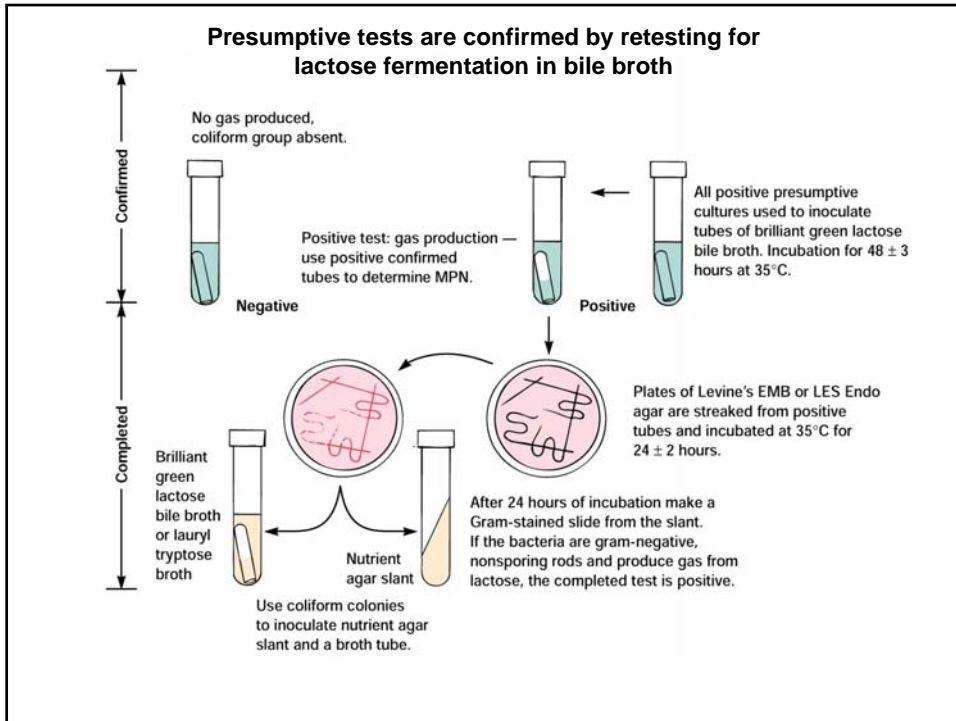 Presumptive tests are confirmed by retesting for
lactose fermentation in bile broth
Confirmed
No gas produced,
coliform group absent.
Negative
Positive test: gas production —
use positive confirmed
tubes to determine MPN.
Positive
All positive presumptive
cultures used to inoculate
tubes of brilliant green lactose
bile broth. Incubation for 48 ± 3
hours at 35°C.
Completed
Plates of Levine's EMB or LES Endo
agar are streaked from positive
tubes and incubated at 35°C for
24 ± 2 hours.
Brilliant
green
lactose
bile broth
or lauryl
tryptose
broth
Nutrient
agar slant
After 24 hours of incubation make a
Gram-stained slide from the slant.
If the bacteria are gram-negative,
nonsporing rods and produce gas from
lactose, the completed test is positive.
Use coliform colonies
to inoculate nutrient agar
slant and a broth tube.